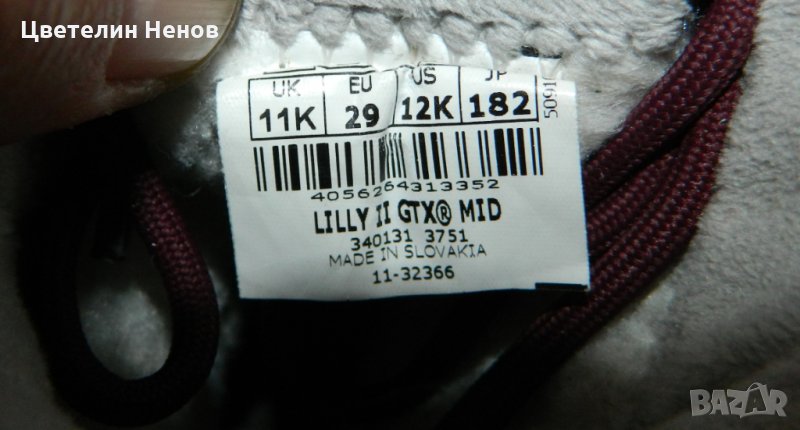 Цветелин Ненов
UK EU US JP
11K 29 12K 182
5091
4056264313352
LILLY II GTX® MID
340131 3751
MADE IN SLOVAKIA
11-32366
BAZAR